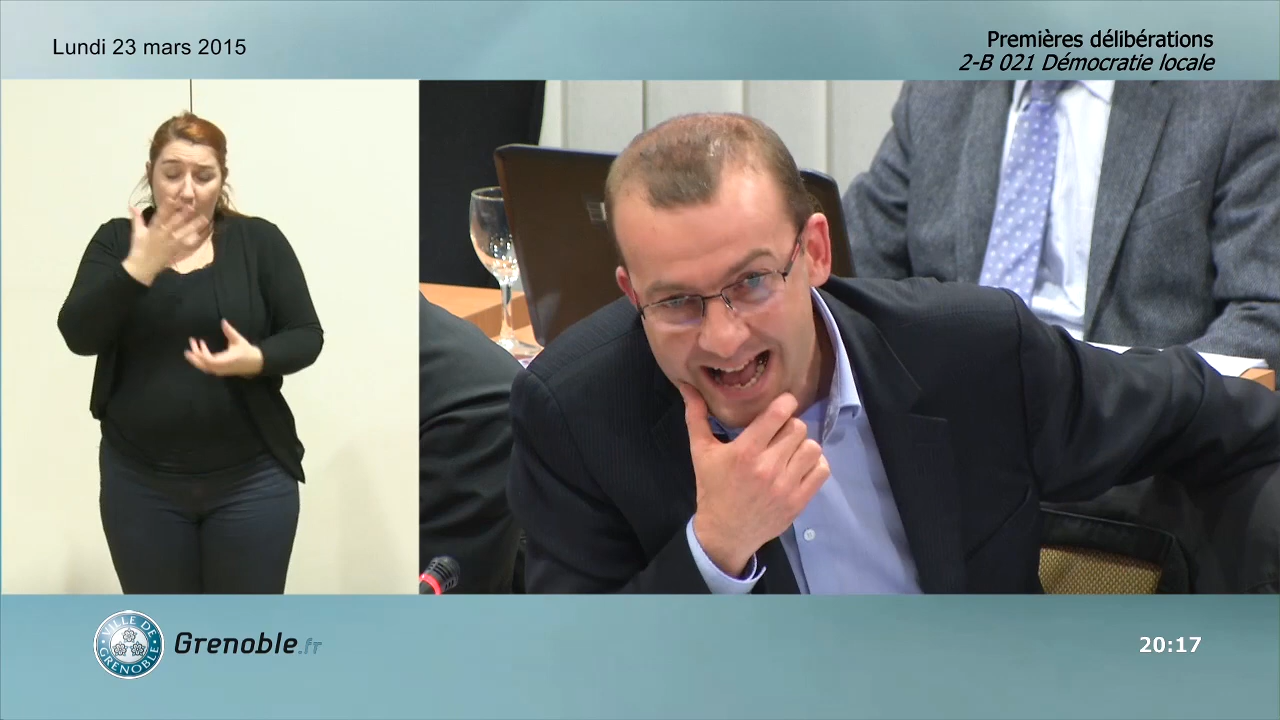 Lundi 23 mars 2015
Premières délibérations
2-B 021 Démocratie locale
VILLE DE
GRENOBLE
Grenoble.fr
20:17